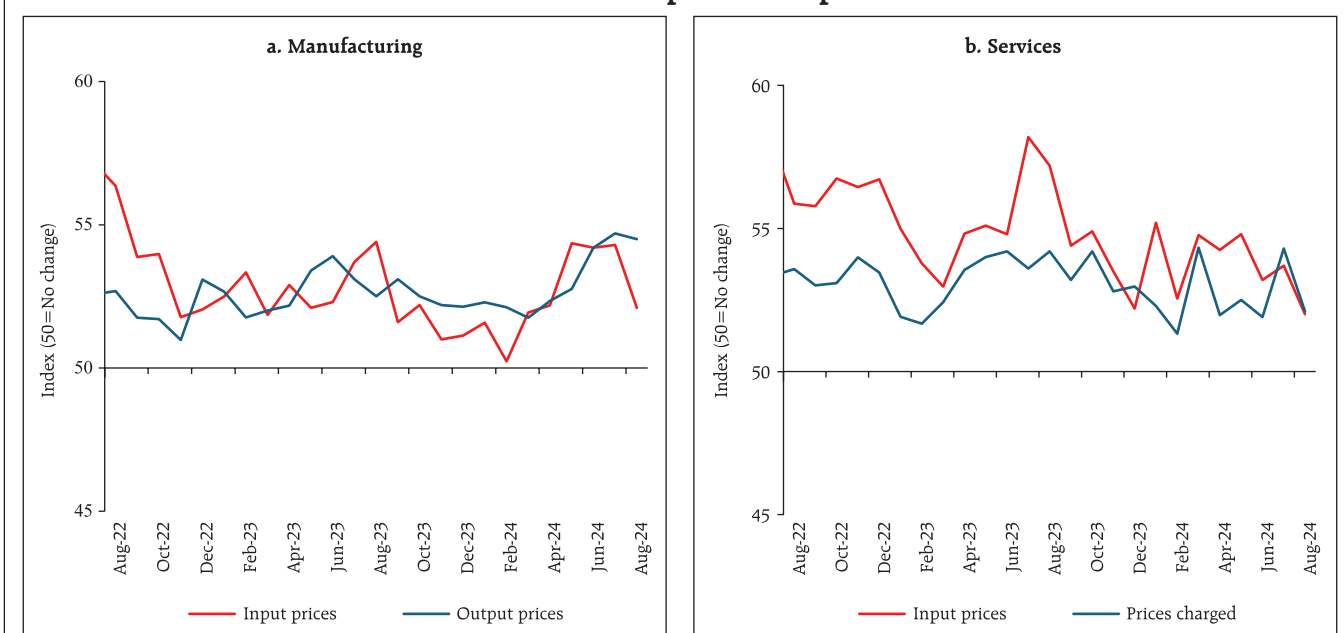 a. Manufacturing
60
55
50
45
Index (50=No change)
Aug-22
Oct-22
Dec-22
Feb-23
Apr-23
Jun-23
Aug-23
Oct-23
Dec-23
Feb-24
Apr-24
Jun-24
Aug-24
Input prices
Output prices
b. Services
60
55
50
45
Index (50=No change)
Aug-22
Oct-22
Dec-22
Feb-23
Apr-23
Jun-23
Aug-23
Oct-23
Dec-23
Feb-24
Apr-24
Jun-24
Aug-24
Input prices
Prices charged